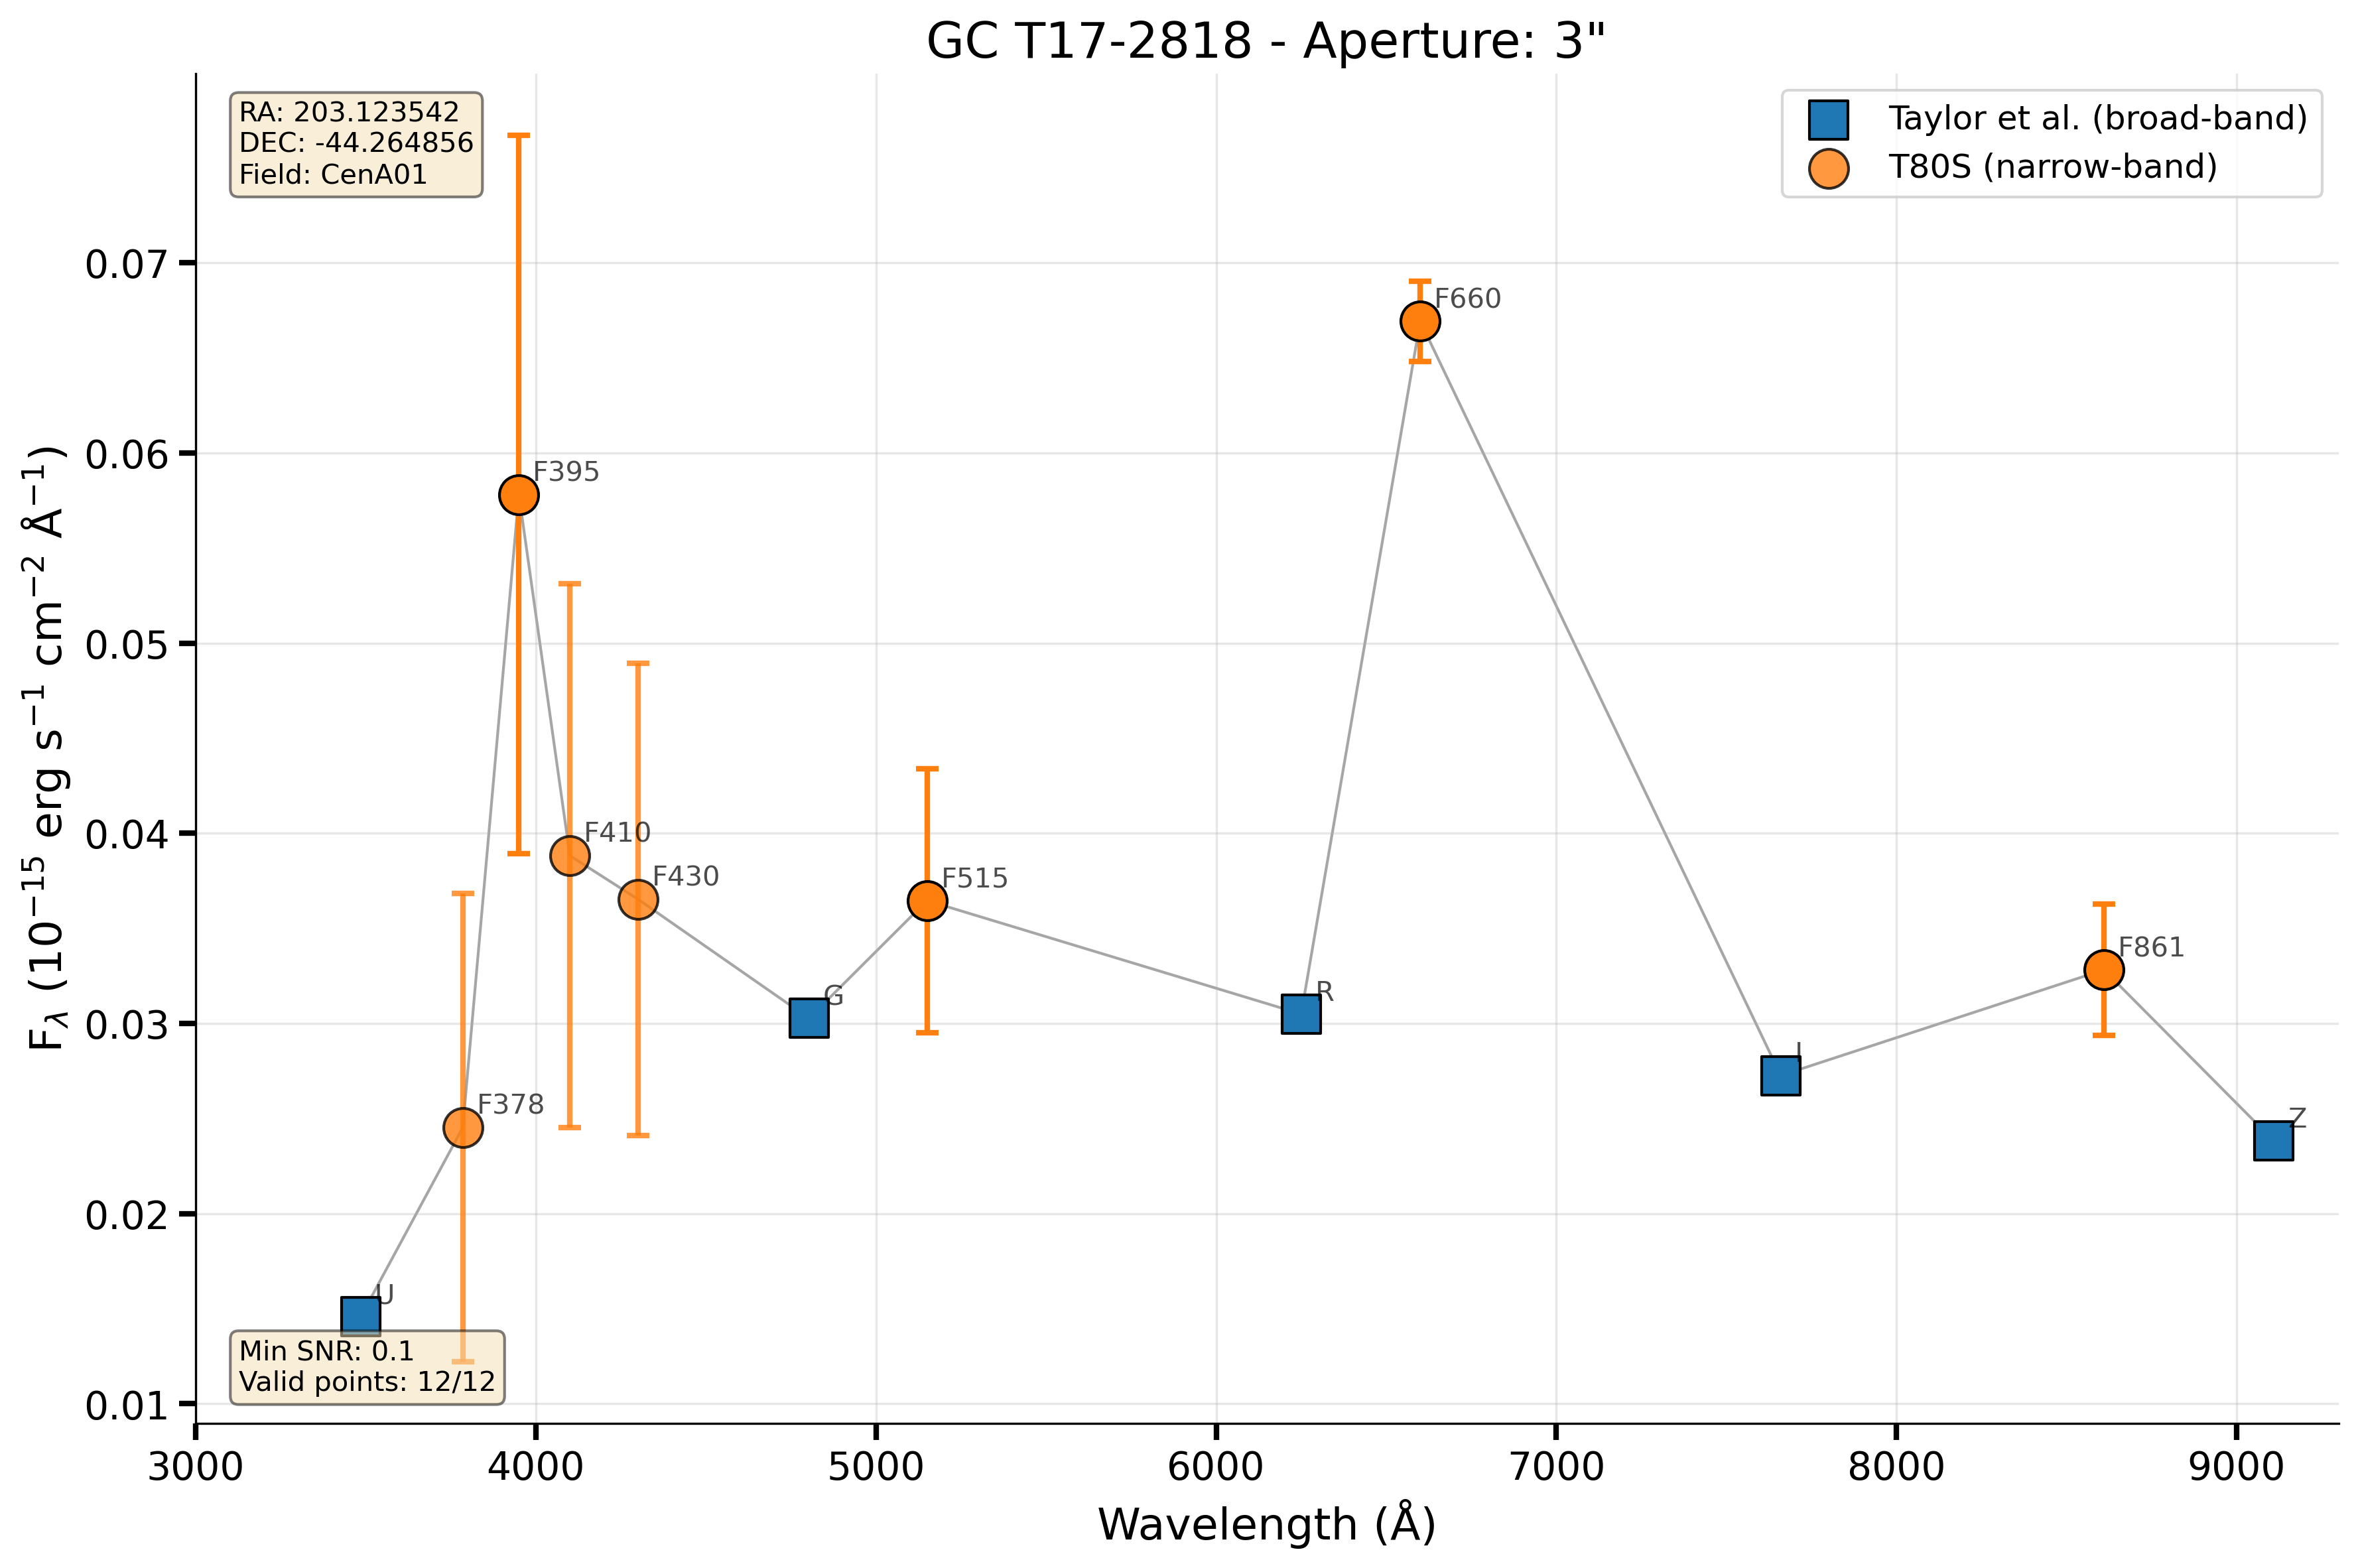 GC T17-2818 - Aperture: 3"
RA: 203.123542
DEC: -44.264856
Field: CenA01
Taylor et al. (broad-band)
T80S (narrow-band)
F660
F395
F410
F430
F515
F861
G
R
I
Z
F378
U
Min SNR: 0.1
Valid points: 12/12
0.07
0.06
0.05
0.04
0.03
0.02
0.01
F_λ (10⁻¹⁵ erg s⁻¹ cm⁻² Å⁻¹)
3000 4000 5000 6000 7000 8000 9000
Wavelength (Å)